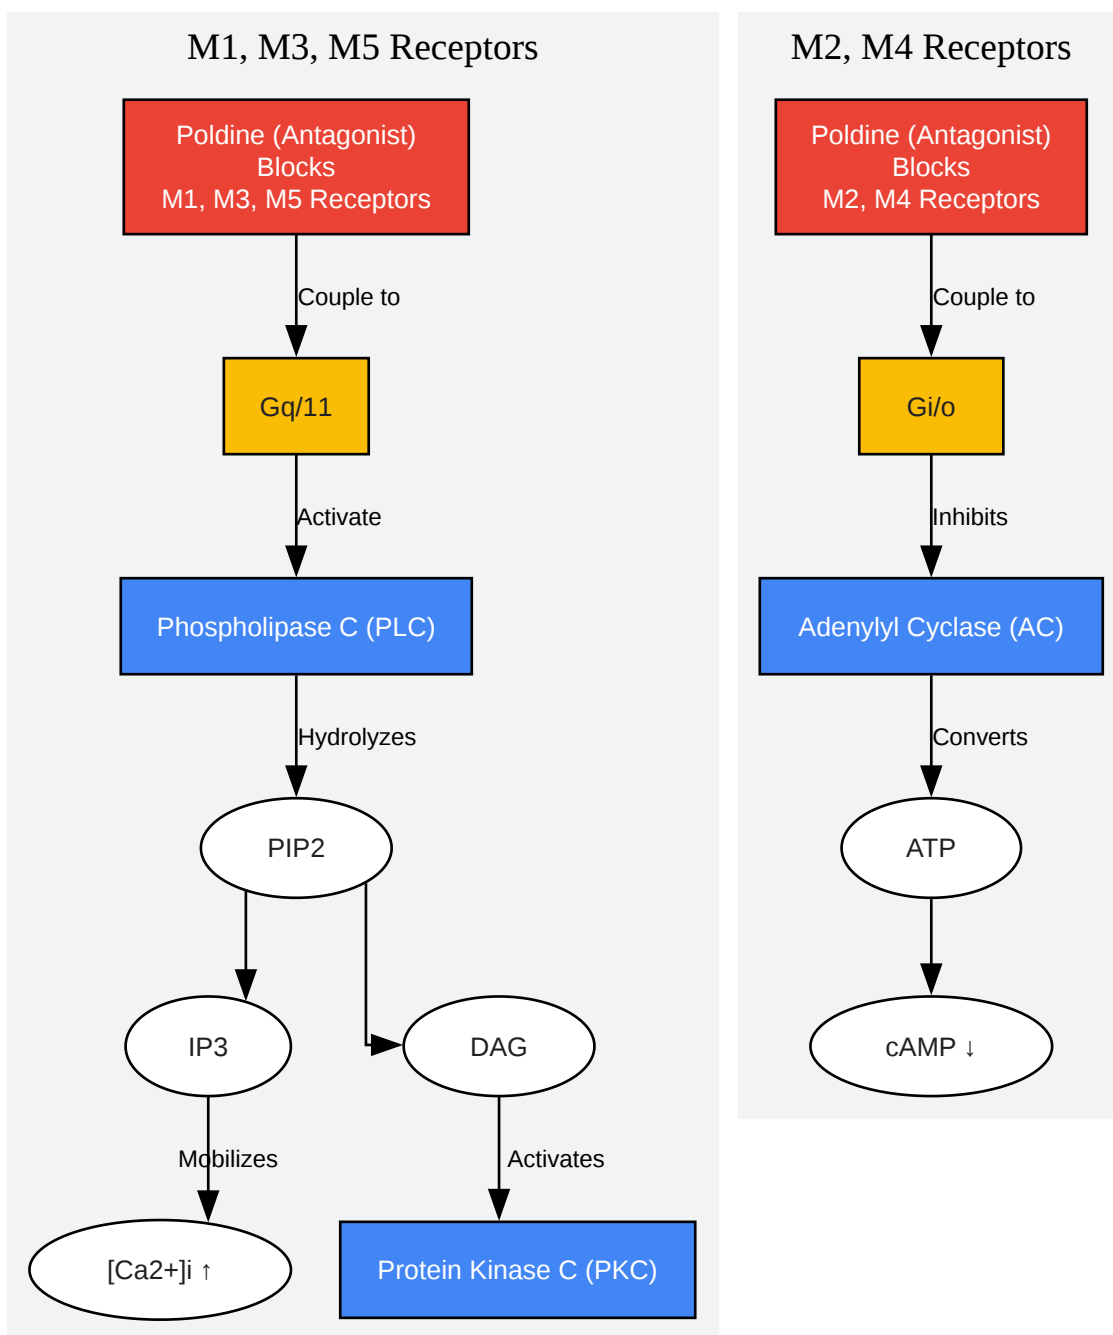 M1, M3, M5 Receptors
Poldine (Antagonist)
Blocks
M1, M3, M5 Receptors
Couple to
Gq/11
Activate
Phospholipase C (PLC)
Hydrolyzes
PIP2
IP3
DAG
Mobilizes
Activates
[Ca2+]i ↑
Protein Kinase C (PKC)
M2, M4 Receptors
Poldine (Antagonist)
Blocks
M2, M4 Receptors
Couple to
Gi/o
Inhibits
Adenylyl Cyclase (AC)
Converts
ATP
cAMP ↓